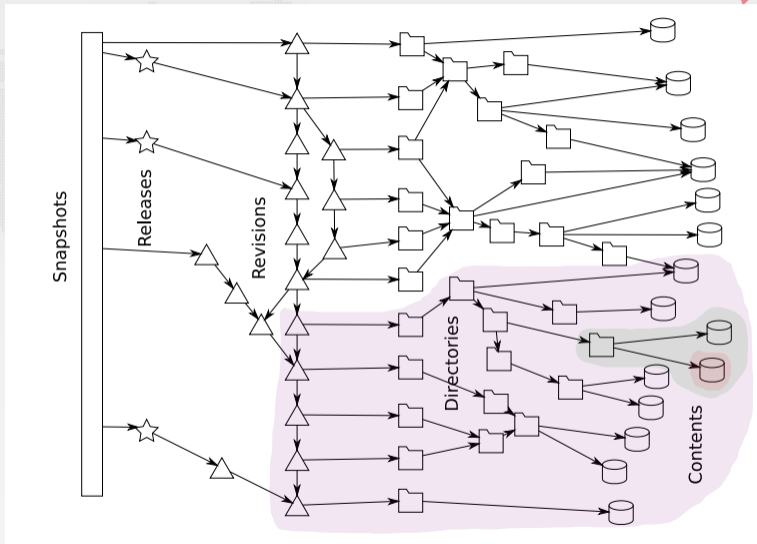 Snapshots
Releases
Revisions
Directories
Contents